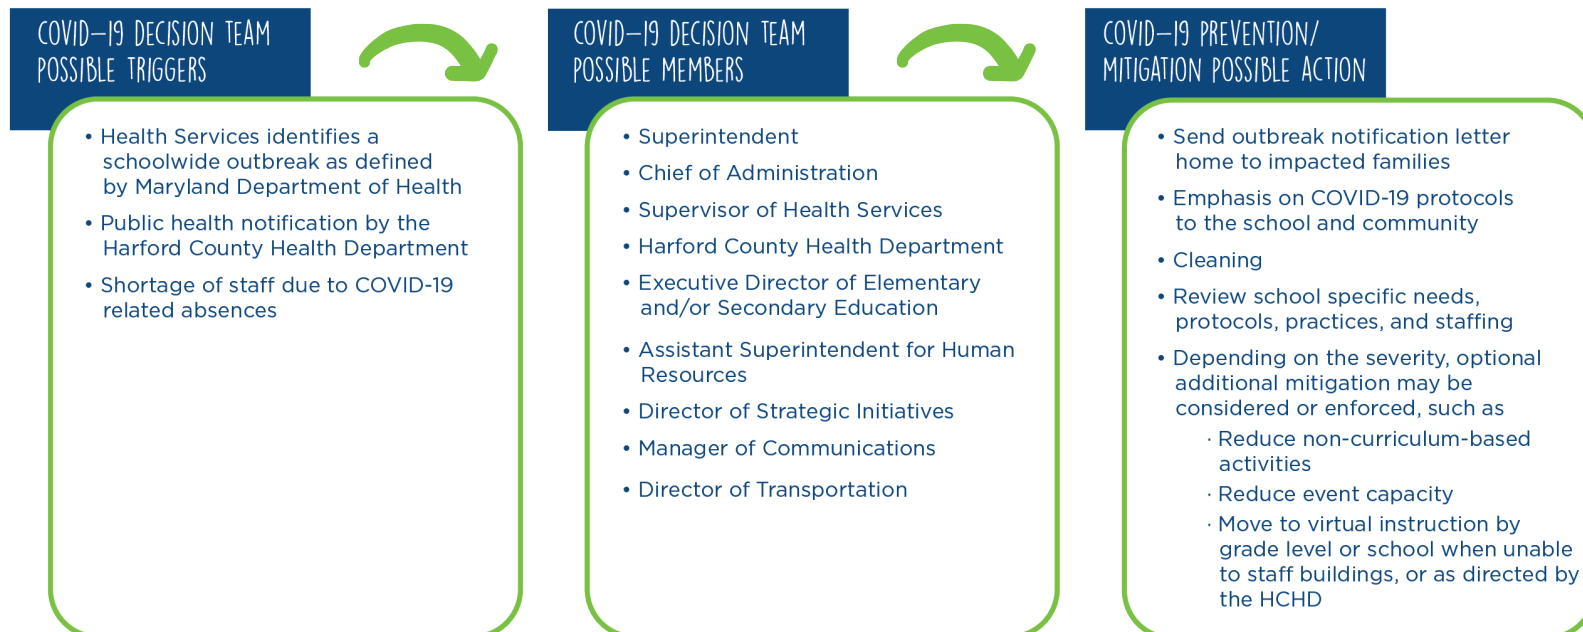 COVID-19 DECISION TEAM
POSSIBLE TRIGGERS
• Health Services identifies a
schoolwide outbreak as defined
by Maryland Department of Health
• Public health notification by the
Harford County Health Department
• Shortage of staff due to COVID-19
related absences
COVID-19 DECISION TEAM
POSSIBLE MEMBERS
• Superintendent
• Chief of Administration
• Supervisor of Health Services
• Harford County Health Department
• Executive Director of Elementary
and/or Secondary Education
• Assistant Superintendent for Human
Resources
• Director of Strategic Initiatives
• Manager of Communications
• Director of Transportation
COVID-19 PREVENTION/
MITIGATION POSSIBLE ACTION
• Send outbreak notification letter
home to impacted families
• Emphasis on COVID-19 protocols
to the school and community
• Cleaning
• Review school specific needs,
protocols, practices, and staffing
• Depending on the severity, optional
additional mitigation may be
considered or enforced, such as
· Reduce non-curriculum-based
activities
· Reduce event capacity
· Move to virtual instruction by
grade level or school when unable
to staff buildings, or as directed by
the HCHD